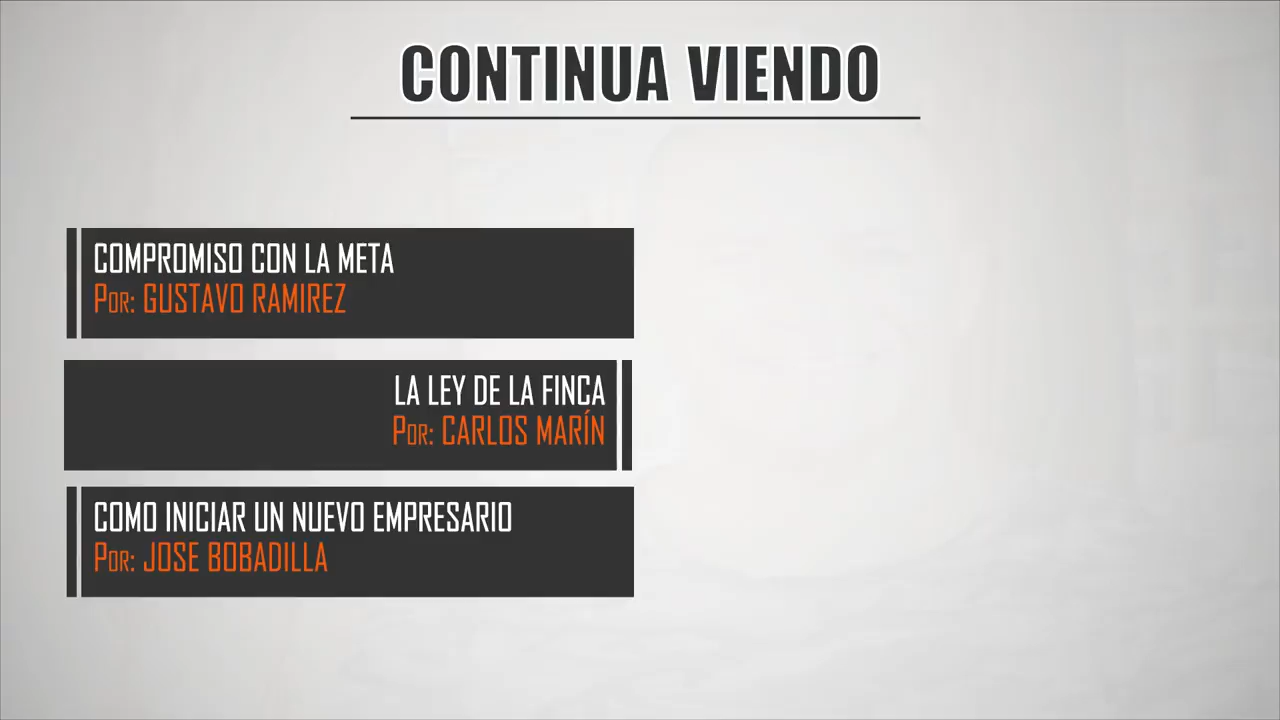 CONTINUA VIENDO
COMPROMISO CON LA META
POR: GUSTAVO RAMIREZ
LA LEY DE LA FINCA
POR: CARLOS MARÍN
COMO INICIAR UN NUEVO EMPRESARIO
POR: JOSE BOBADILLA